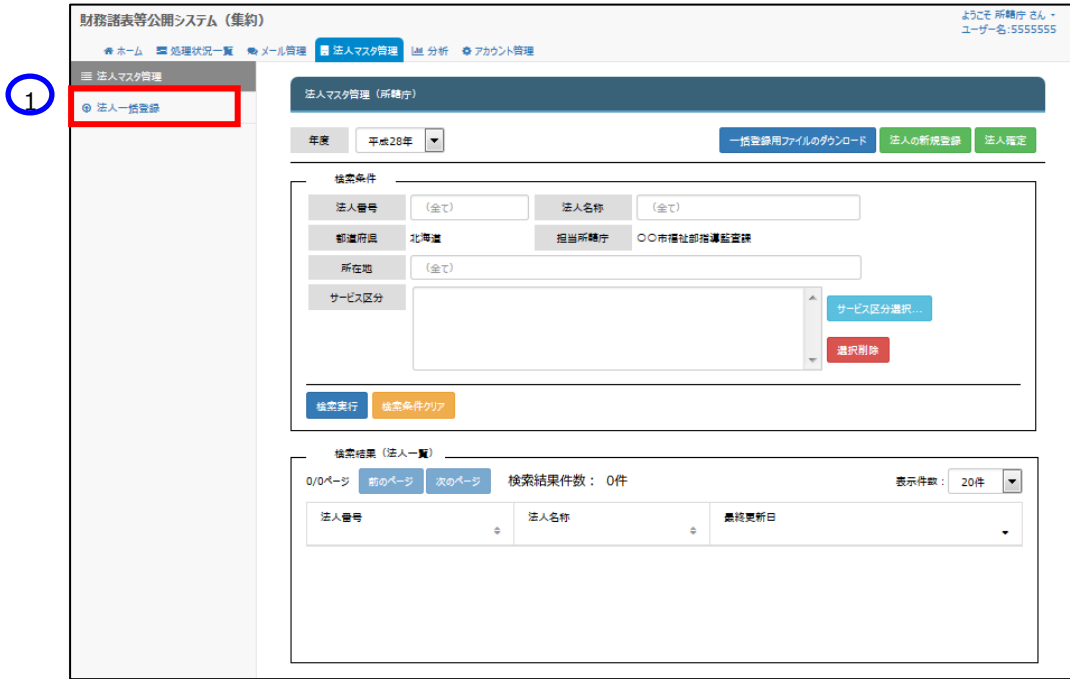 財務諸表等公開システム（集約）
ようこそ 所轄庁 さん
ユーザー名:5555555
ホーム 処理状況一覧 メール管理 法人マスタ管理 分析 アカウント管理
法人マスタ管理
1
法人一括登録
法人マスタ管理（所轄庁）
年度 平成28年 一括登録用ファイルのダウンロード 法人の新規登録 法人確定
検索条件
法人番号 （全て） 法人名称 （全て）
都道府県 北海道 担当所轄庁 〇〇市福祉部指導監査課
所在地 （全て）
サービス区分
サービス区分選択...
選択削除
検索実行 検索条件クリア
検索結果（法人一覧）
0/0ページ 前のページ 次のページ 検索結果件数： 0件 表示件数： 20件
法人番号 法人名称 最終更新日